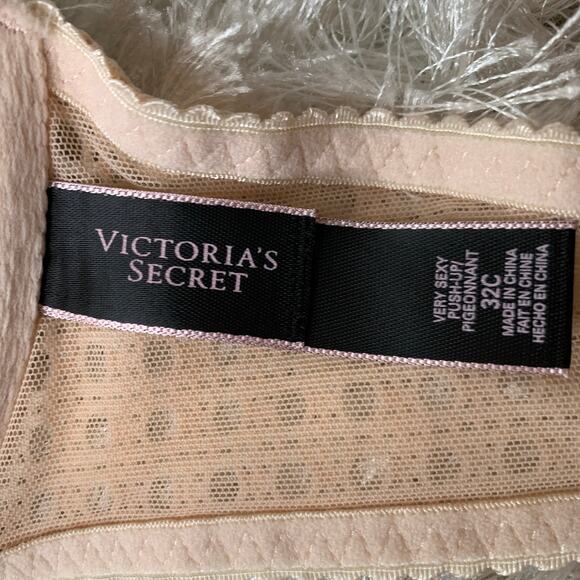 VICTORIA'S
SECRET
VERY SEXY
PUSH-UP/
PIGEONNANT
32C
MADE IN CHINA
FAIT EN CHINE
HECHO EN CHINA